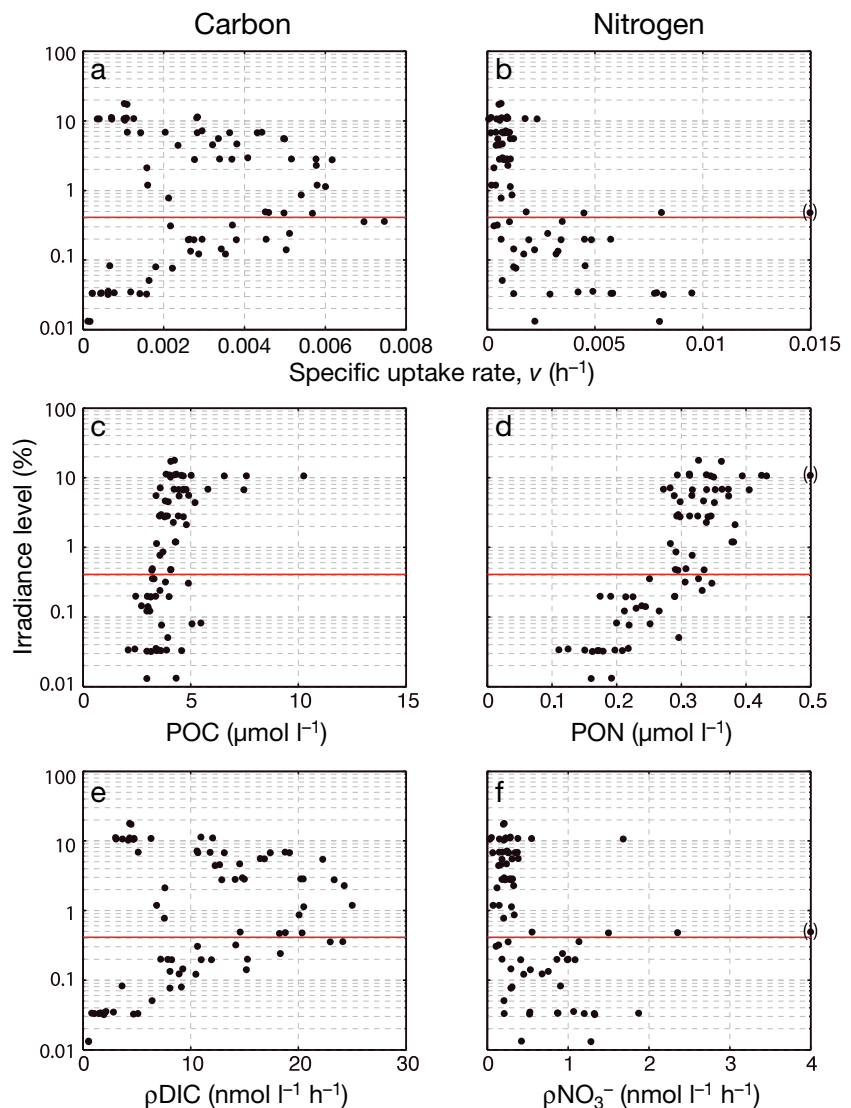 Carbon Nitrogen
a b
100
10
1
0.1
0.01
0 0.002 0.004 0.006 0.008 0 0.005 0.010 0.015
( )
Specific uptake rate, v (h⁻¹)
c d
100
10
1
0.1
0.01
0 5 10 15 0 0.1 0.2 0.3 0.4 0.5
( )
Irradiance level (%)
POC (µmol l⁻¹) PON (µmol l⁻¹)
e f
100
10
1
0.1
0.01
0 10 20 30 0 1 2 3 4
( )
ρDIC (nmol l⁻¹ h⁻¹) ρNO₃⁻ (nmol l⁻¹ h⁻¹)